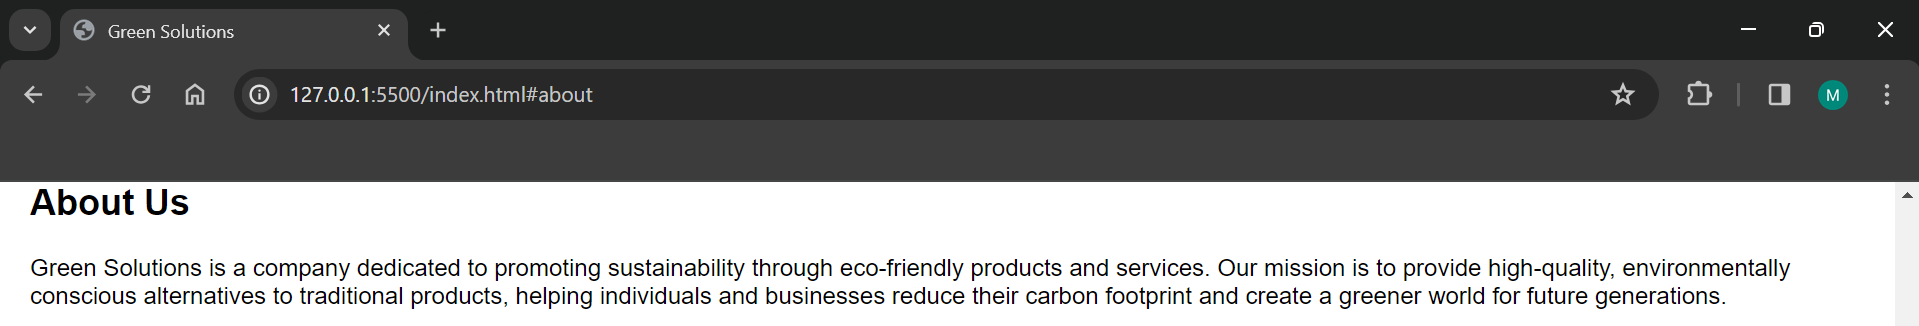 Green Solutions
127.0.0.1:5500/index.html#about
M
About Us
Green Solutions is a company dedicated to promoting sustainability through eco-friendly products and services. Our mission is to provide high-quality, environmentally
conscious alternatives to traditional products, helping individuals and businesses reduce their carbon footprint and create a greener world for future generations.